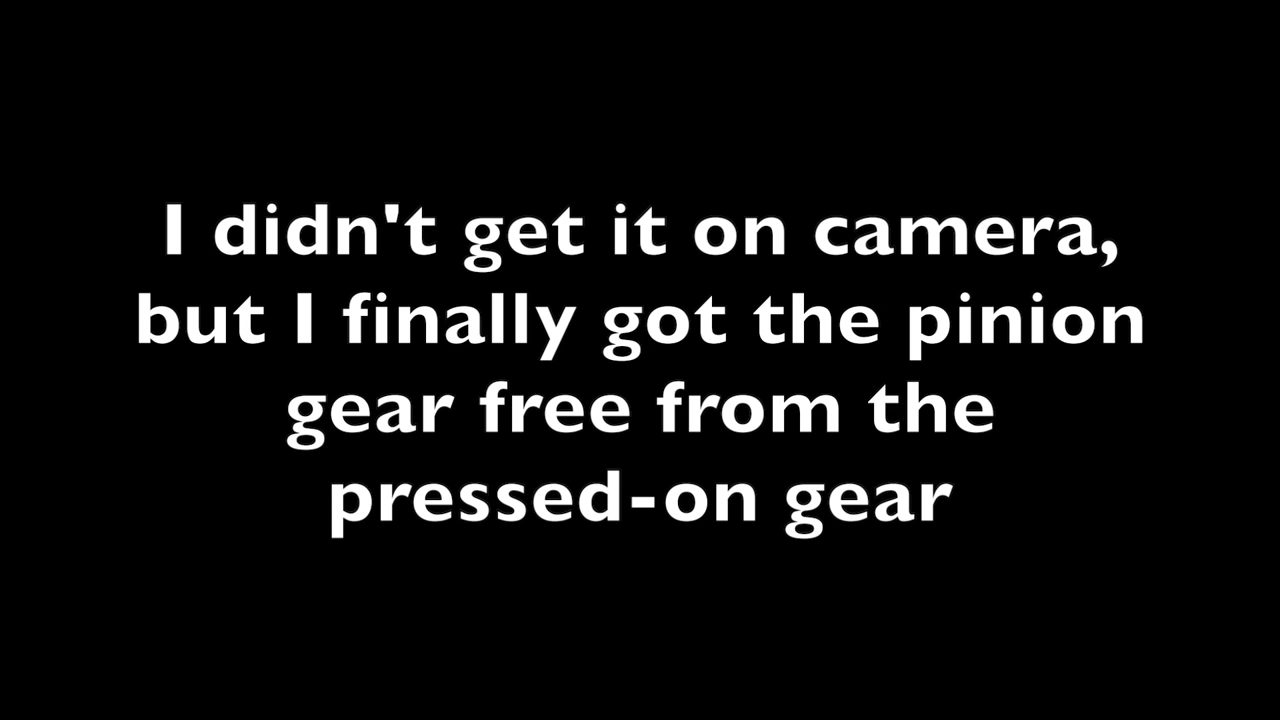 I didn't get it on camera,
but I finally got the pinion
gear free from the
pressed-on gear